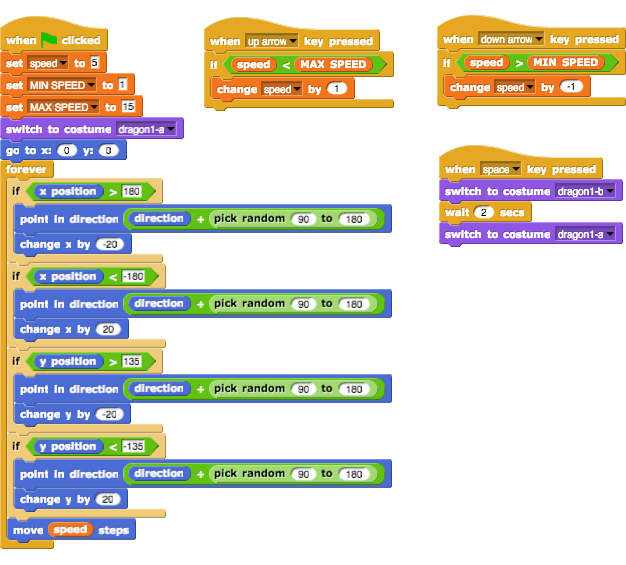 when clicked
set speed to 5
set MIN SPEED to 1
set MAX SPEED to 15
switch to costume dragon1-a
go to x: 0 y: 0
forever
if x position > 180
point in direction direction + pick random 90 to 180
change x by -20
if x position < -180
point in direction direction + pick random 90 to 180
change x by 20
if y position > 135
point in direction direction + pick random 90 to 180
change y by -20
if y position < -135
point in direction direction + pick random 90 to 180
change y by 20
move speed steps
when up arrow key pressed
if speed < MAX SPEED
change speed by 1
when down arrow key pressed
if speed > MIN SPEED
change speed by -1
when space key pressed
switch to costume dragon1-b
wait 2 secs
switch to costume dragon1-a